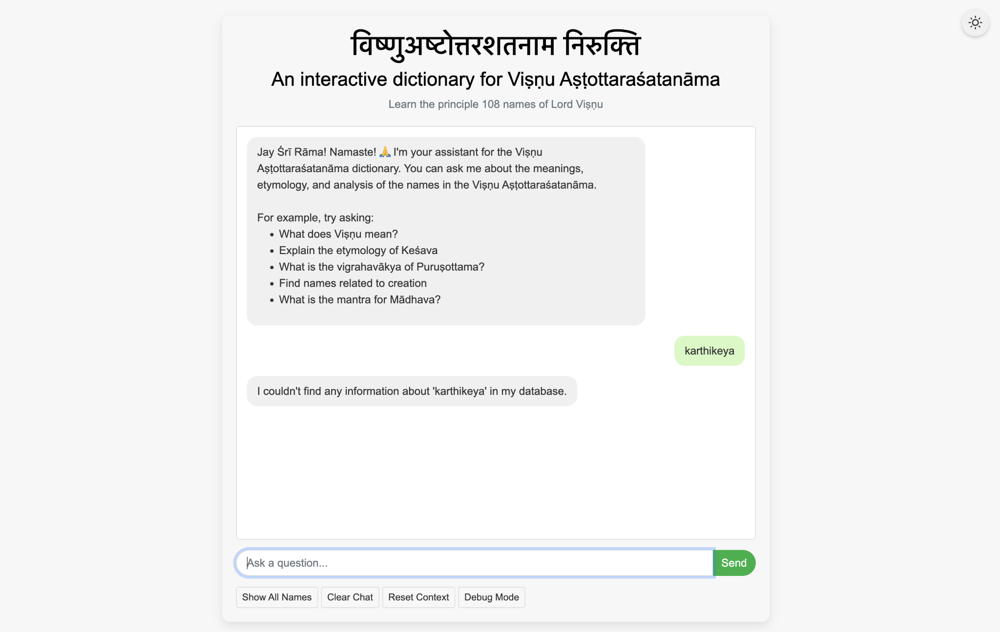 विष्णुअष्टोत्तरशतनाम निरुक्ति
An interactive dictionary for Viṣṇu Aṣṭottaraśatanāma
Learn the principle 108 names of Lord Viṣṇu
Jay Śrī Rāma! Namaste! 🙏 I'm your assistant for the Viṣṇu
Aṣṭottaraśatanāma dictionary. You can ask me about the meanings,
etymology, and analysis of the names in the Viṣṇu Aṣṭottaraśatanāma.
For example, try asking:
• What does Viṣṇu mean?
• Explain the etymology of Keśava
• What is the vigrahavākya of Puruṣottama?
• Find names related to creation
• What is the mantra for Mādhava?
karthikeya
I couldn't find any information about 'karthikeya' in my database.
Ask a question...
Send
Show All Names
Clear Chat
Reset Context
Debug Mode